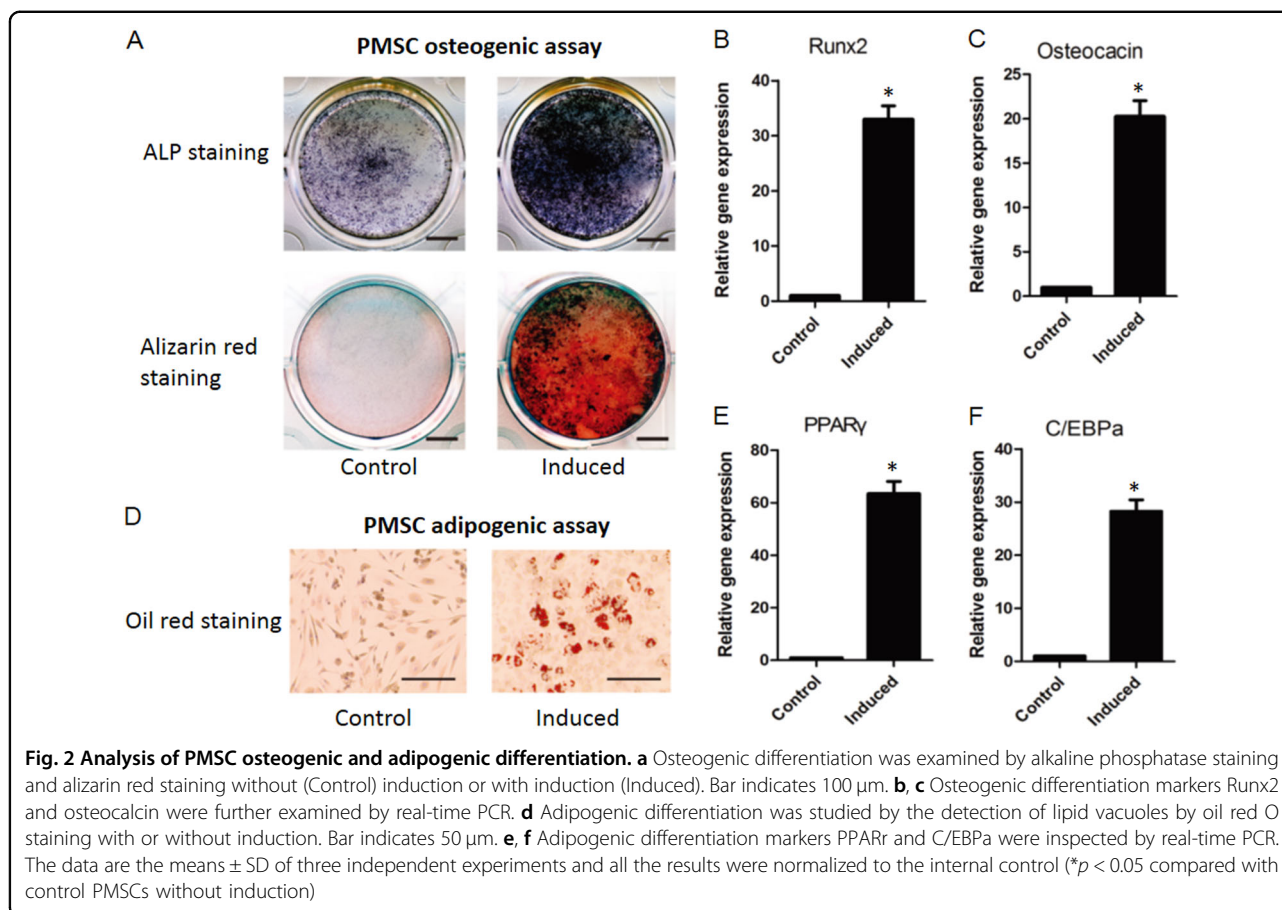 A
PMSC osteogenic assay
ALP staining
Alizarin red
staining
Control
Induced
B
Runx2
Relative gene expression
40
30
20
10
0
*
Control
Induced
C
Osteocacin
Relative gene expression
25
20
15
10
5
0
*
Control
Induced
D
PMSC adipogenic assay
Oil red staining
Control
Induced
E
PPARγ
Relative gene expression
80
60
40
20
0
*
Control
Induced
F
C/EBPa
Relative gene expression
40
30
20
10
0
*
Control
Induced
Fig. 2 Analysis of PMSC osteogenic and adipogenic differentiation. a Osteogenic differentiation was examined by alkaline phosphatase staining
and alizarin red staining without (Control) induction or with induction (Induced). Bar indicates 100 μm. b, c Osteogenic differentiation markers Runx2
and osteocalcin were further examined by real-time PCR. d Adipogenic differentiation was studied by the detection of lipid vacuoles by oil red O
staining with or without induction. Bar indicates 50 μm. e, f Adipogenic differentiation markers PPARr and C/EBPa were inspected by real-time PCR.
The data are the means ± SD of three independent experiments and all the results were normalized to the internal control (*p < 0.05 compared with
control PMSCs without induction)